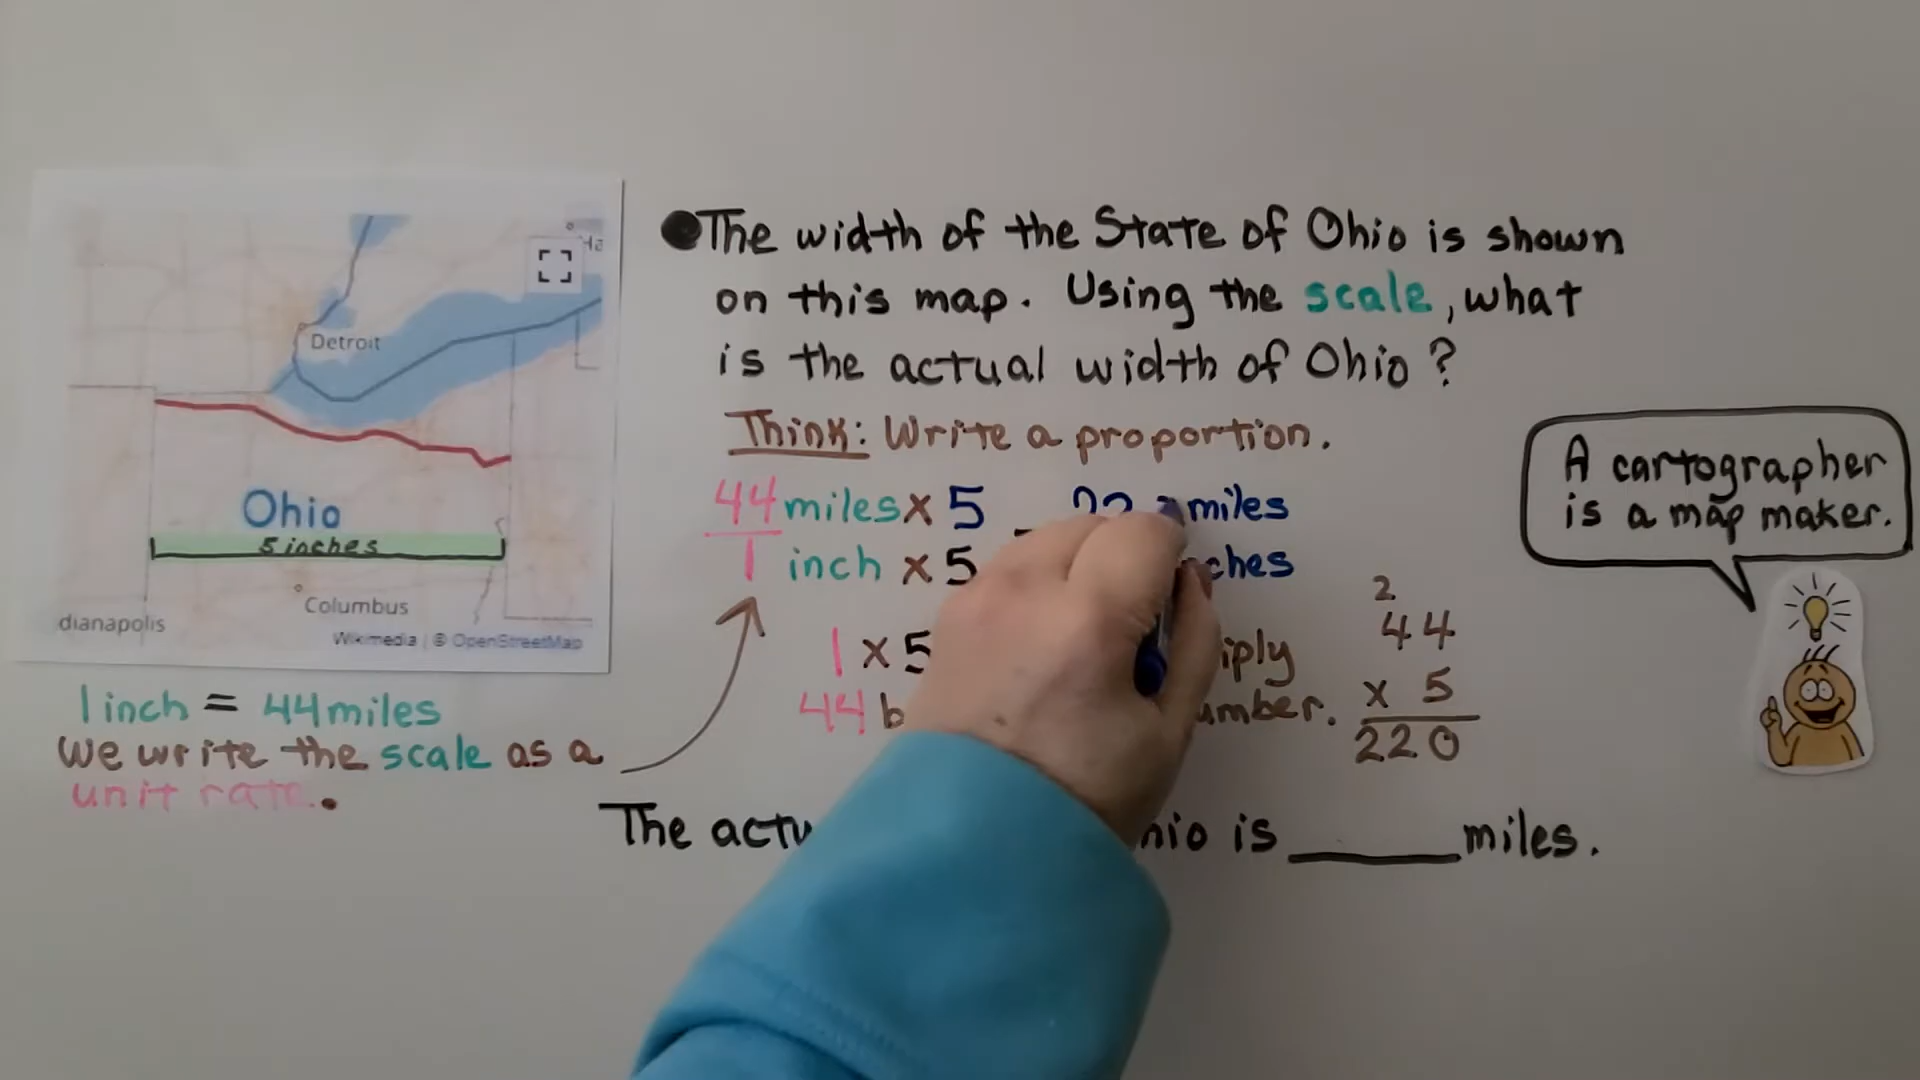 Ha
Detroit
Ohio
5 inches
Columbus
dianapolis
Wikimedia | © OpenStreetMap
1 inch = 44 miles
We write the scale as a
unit rate.
●The width of the State of Ohio is shown
on this map. Using the scale, what
is the actual width of Ohio?
Think: Write a proportion.
44 miles x 5 = 22 miles
1 inch x 5
1 x 5
44
2
44
x 5
220
The is miles.
A cartographer
is a map maker.